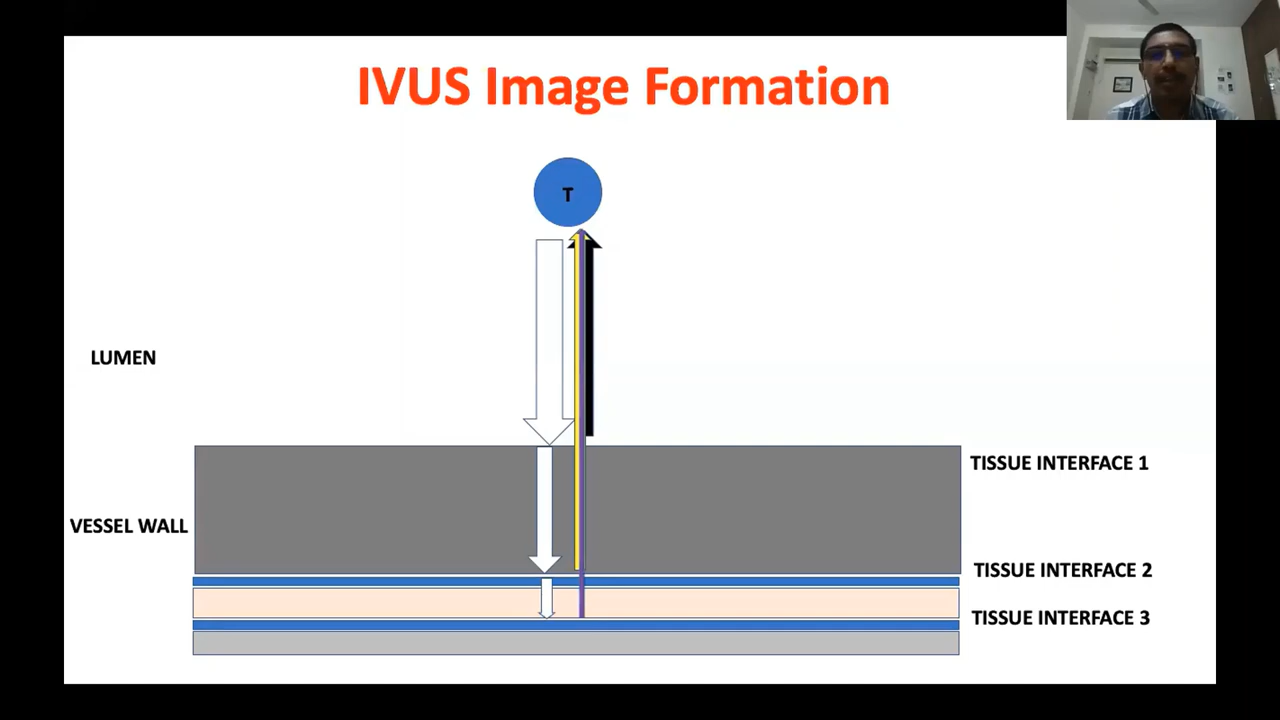 IVUS Image Formation
T
LUMEN
TISSUE INTERFACE 1
VESSEL WALL
TISSUE INTERFACE 2
TISSUE INTERFACE 3